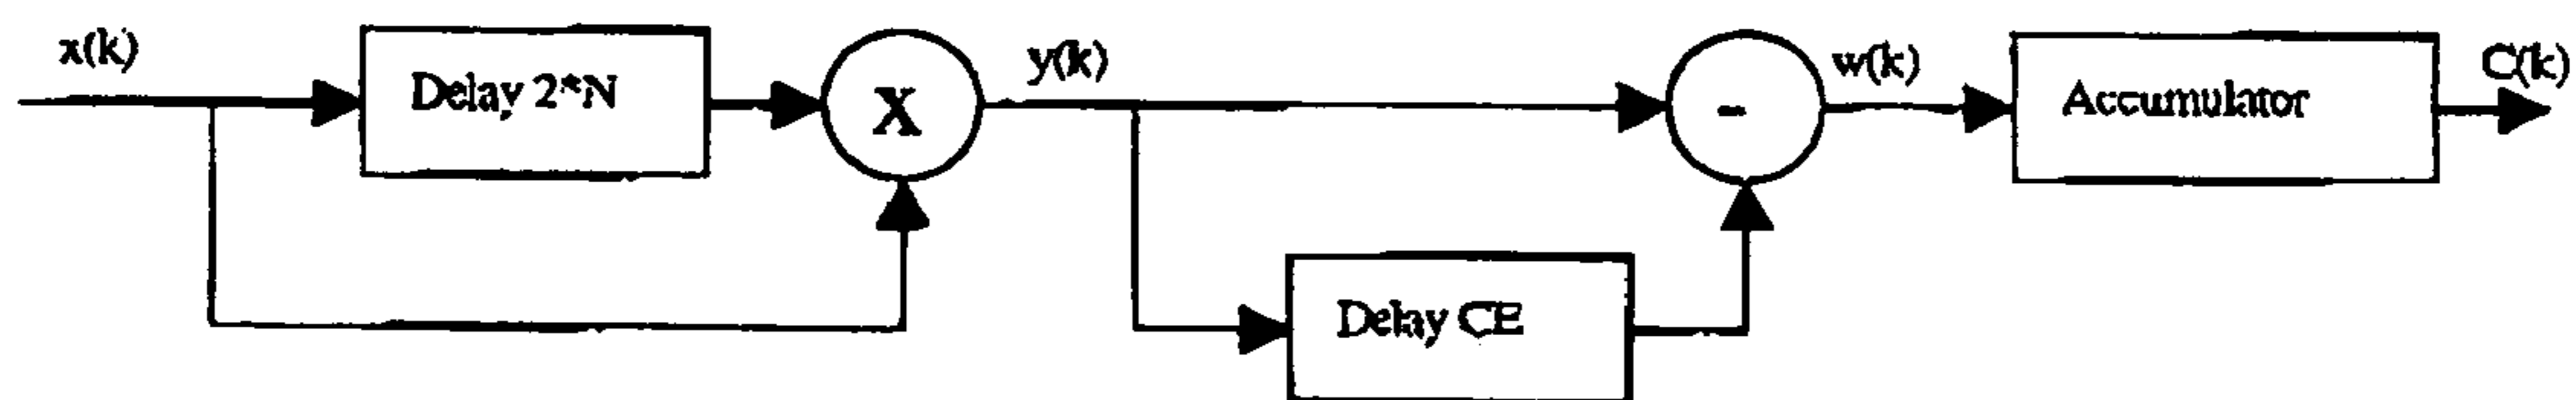 x(k)
Delay 2*N
X
y(k)
-
w(k)
Accumulator
C(k)
Delay CE